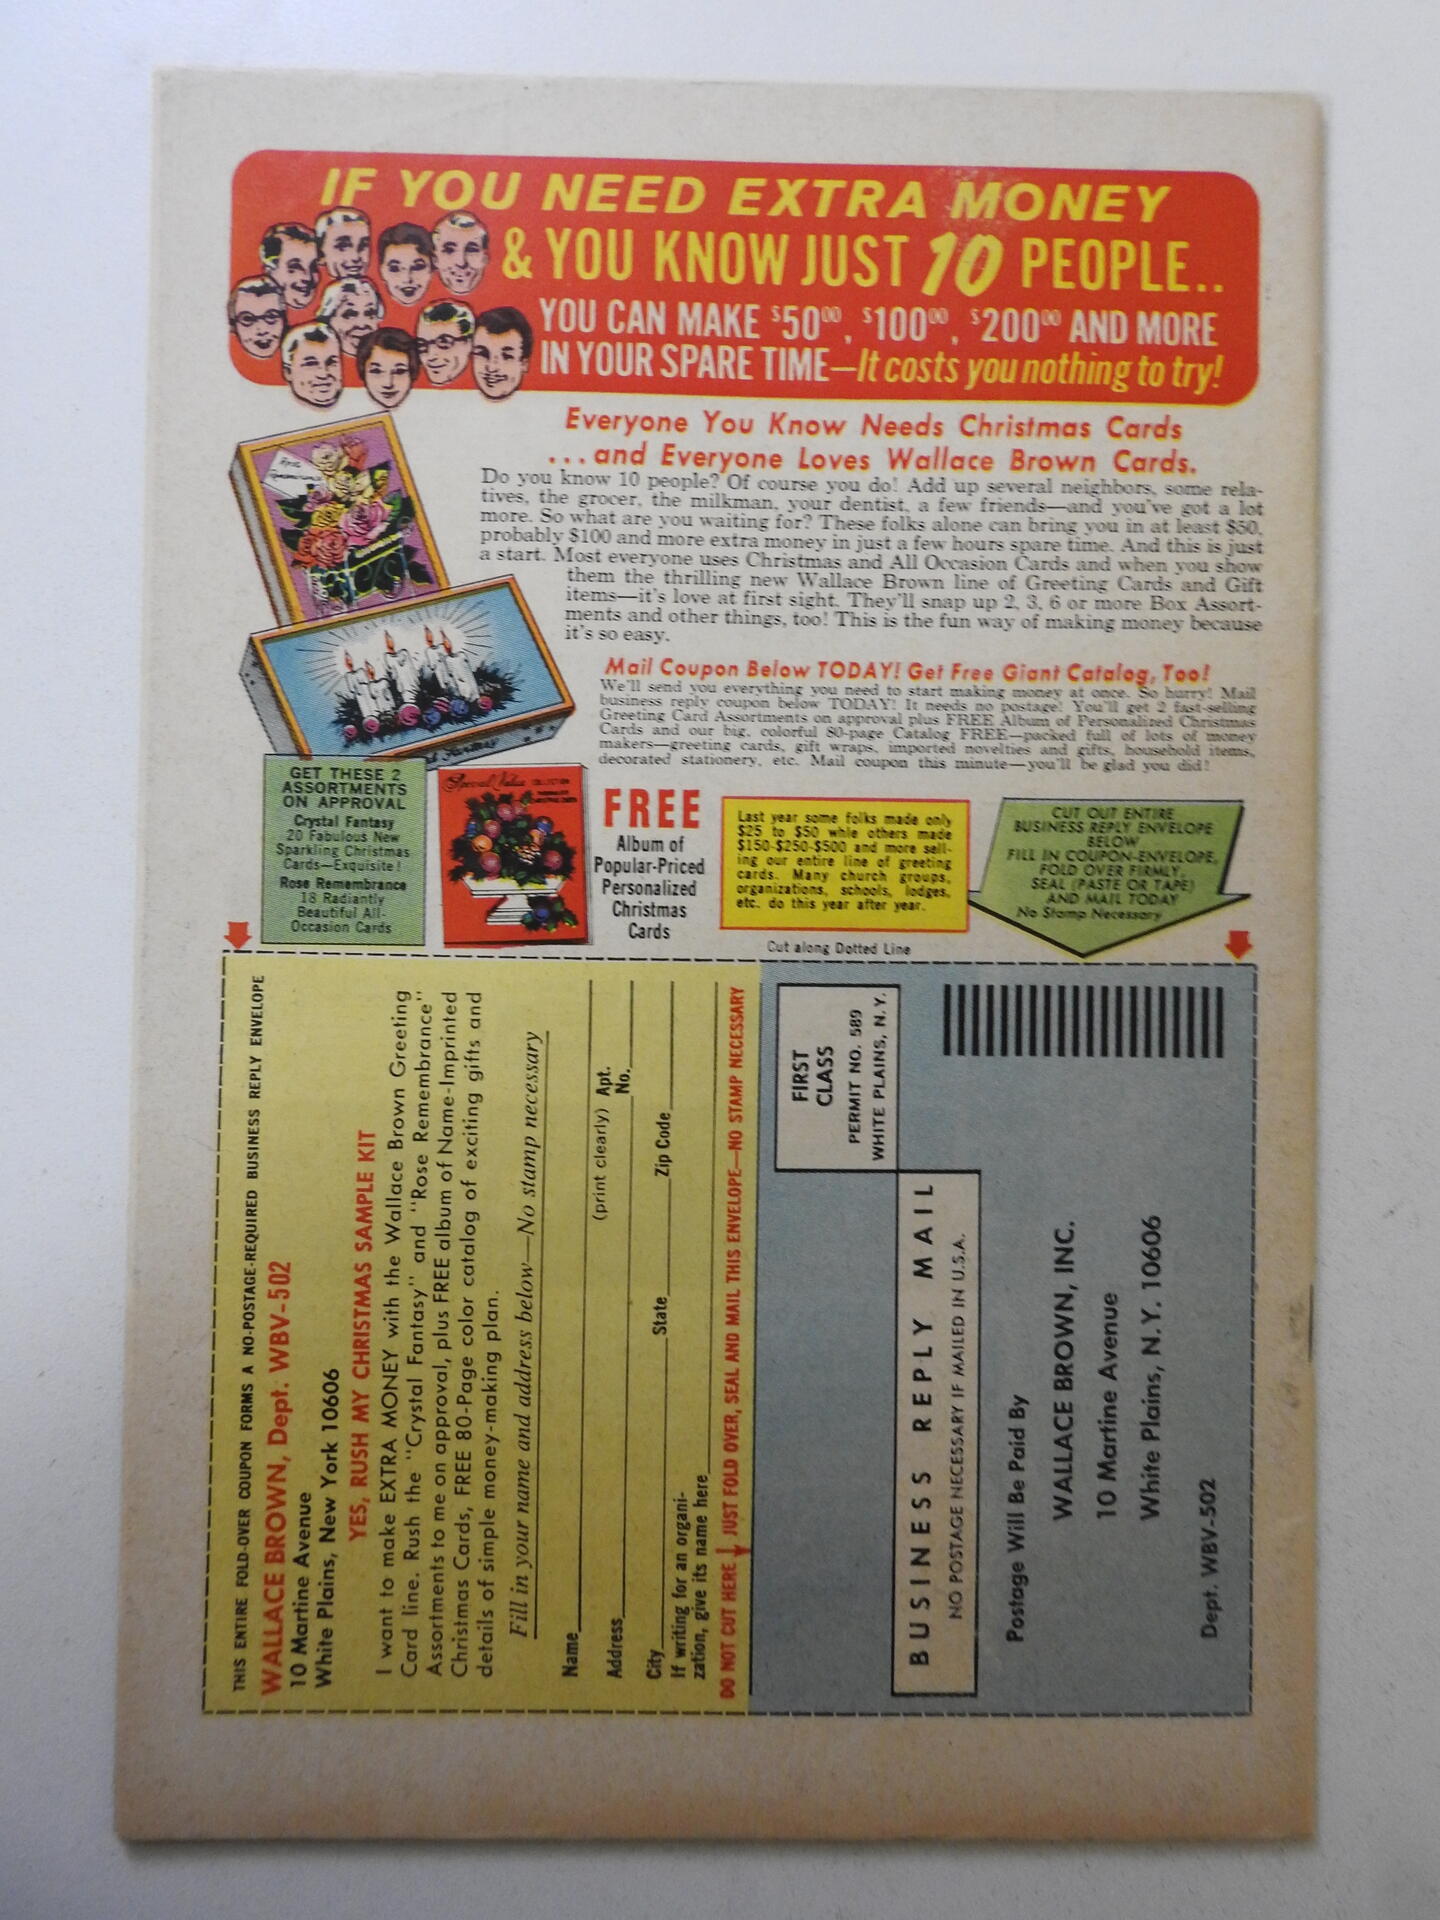 IF YOU NEED EXTRA MONEY
& YOU KNOW JUST 10 PEOPLE..
YOU CAN MAKE $50⁰⁰, $100⁰⁰, $200⁰⁰ AND MORE
IN YOUR SPARE TIME—It costs you nothing to try!
Everyone You Know Needs Christmas Cards
...and Everyone Loves Wallace Brown Cards.
Do you know 10 people? Of course you do! Add up several neighbors, some rela-
tives, the grocer, the milkman, your dentist, a few friends—and you've got a lot
more. So what are you waiting for? These folks alone can bring you in at least $50,
probably $100 and more extra money in just a few hours spare time. And this is just
a start. Most everyone uses Christmas and All Occasion Cards and when you show
them the thrilling new Wallace Brown line of Greeting Cards and Gift
items—it's love at first sight. They'll snap up 2, 3, 6 or more Box Assort-
ments and other things, too! This is the fun way of making money because
it's so easy.
Rose
Remembrance
Mail Coupon Below TODAY! Get Free Giant Catalog, Too!
We'll send you everything you need to start making money at once. So hurry! Mail
business reply coupon below TODAY! It needs no postage! You'll get 2 fast-selling
Greeting Card Assortments on approval plus FREE Album of Personalized Christmas
Cards and our big, colorful 80-page Catalog FREE—packed full of lots of money
makers—greeting cards, gift wraps, imported novelties and gifts, household items,
decorated stationery, etc. Mail coupon this minute—you'll be glad you did!
GET THESE 2
ASSORTMENTS
ON APPROVAL
Crystal Fantasy
20 Fabulous New
Sparkling Christmas
Cards—Exquisite!
Rose Remembrance
18 Radiantly
Beautiful All-
Occasion Cards
Special Value
FREE
Album of
Popular-Priced
Personalized
Christmas
Cards
Last year some folks made only
$25 to $50 while others made
$150-$250-$500 and more sell-
ing our entire line of greeting
cards. Many church groups,
organizations, schools, lodges,
etc. do this year after year.
CUT OUT ENTIRE
BUSINESS REPLY ENVELOPE
BELOW
FILL IN COUPON-ENVELOPE,
FOLD OVER FIRMLY,
SEAL (PASTE OR TAPE)
AND MAIL TODAY
No Stamp Necessary
Cut along Dotted Line
THIS ENTIRE FOLD-OVER COUPON FORMS A NO-POSTAGE-REQUIRED BUSINESS REPLY ENVELOPE
WALLACE BROWN, Dept. WBV-502
10 Martine Avenue
White Plains, New York 10606
YES, RUSH MY CHRISTMAS SAMPLE KIT
I want to make EXTRA MONEY with the Wallace Brown Greeting
Card line. Rush the "Crystal Fantasy" and "Rose Remembrance"
Assortments to me on approval, plus FREE album of Name-Imprinted
Christmas Cards, FREE 80-Page color catalog of exciting gifts and
details of simple money-making plan.
Fill in your name and address below—No stamp necessary
Name
(print clearly)
Address Apt. No.
City State Zip Code
If writing for an organi-
zation, give its name here
DO NOT CUT HERE JUST FOLD OVER, SEAL AND MAIL THIS ENVELOPE—NO STAMP NECESSARY
FIRST
CLASS
PERMIT NO. 589
WHITE PLAINS, N.Y.
BUSINESS REPLY MAIL
NO POSTAGE NECESSARY IF MAILED IN U.S.A.
Postage Will Be Paid By
WALLACE BROWN, INC.
10 Martine Avenue
White Plains, N.Y. 10606
Dept. WBV-502